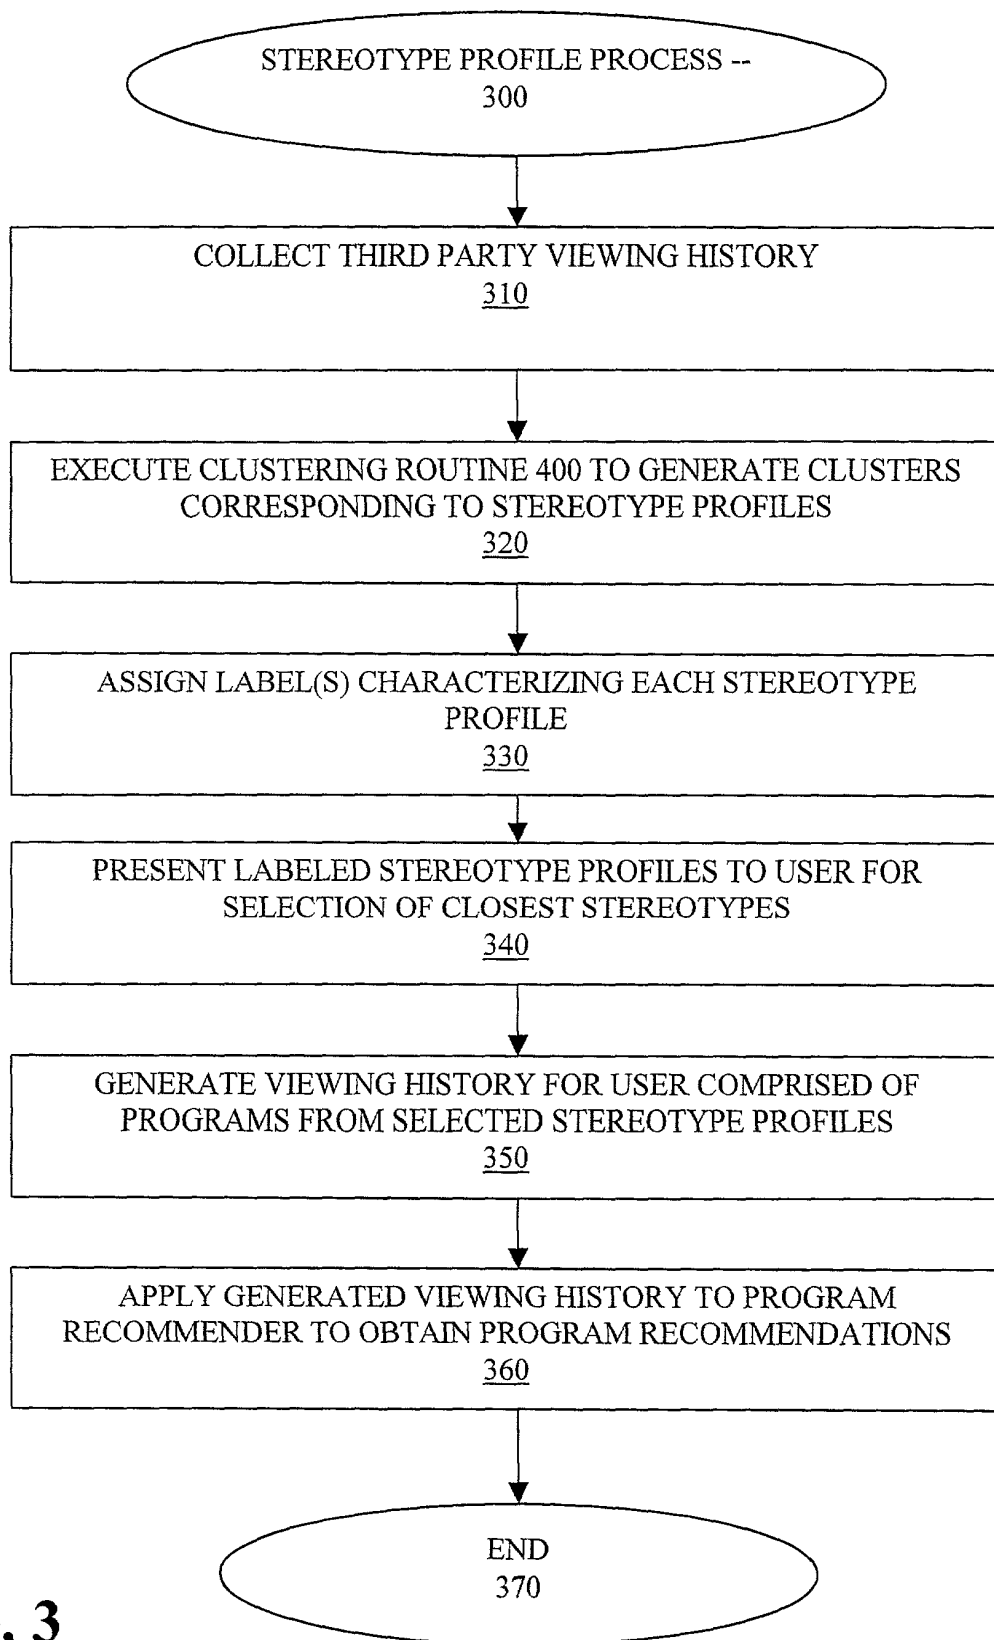 STEREOTYPE PROFILE PROCESS --
300
COLLECT THIRD PARTY VIEWING HISTORY
310
EXECUTE CLUSTERING ROUTINE 400 TO GENERATE CLUSTERS
CORRESPONDING TO STEREOTYPE PROFILES
320
ASSIGN LABEL(S) CHARACTERIZING EACH STEREOTYPE
PROFILE
330
PRESENT LABELED STEREOTYPE PROFILES TO USER FOR
SELECTION OF CLOSEST STEREOTYPES
340
GENERATE VIEWING HISTORY FOR USER COMPRISED OF
PROGRAMS FROM SELECTED STEREOTYPE PROFILES
350
APPLY GENERATED VIEWING HISTORY TO PROGRAM
RECOMMENDER TO OBTAIN PROGRAM RECOMMENDATIONS
360
END
370
. 3